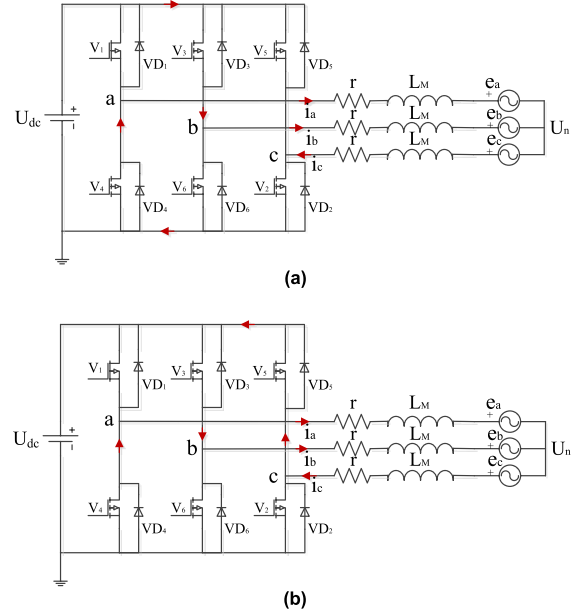 V1 V3 V5
VD1 VD3 VD5
a r LM ea
+
Udc + − ia
b r LM eb Un
+
ib
c r LM ec
+
ic
V4 V6 V2
VD4 VD6 VD2
(a)
V1 V3 V5
VD1 VD3 VD5
a r LM ea
+
Udc + − ia
b r LM eb Un
+
ib
c r LM ec
+
ic
V4 V6 V2
VD4 VD6 VD2
(b)